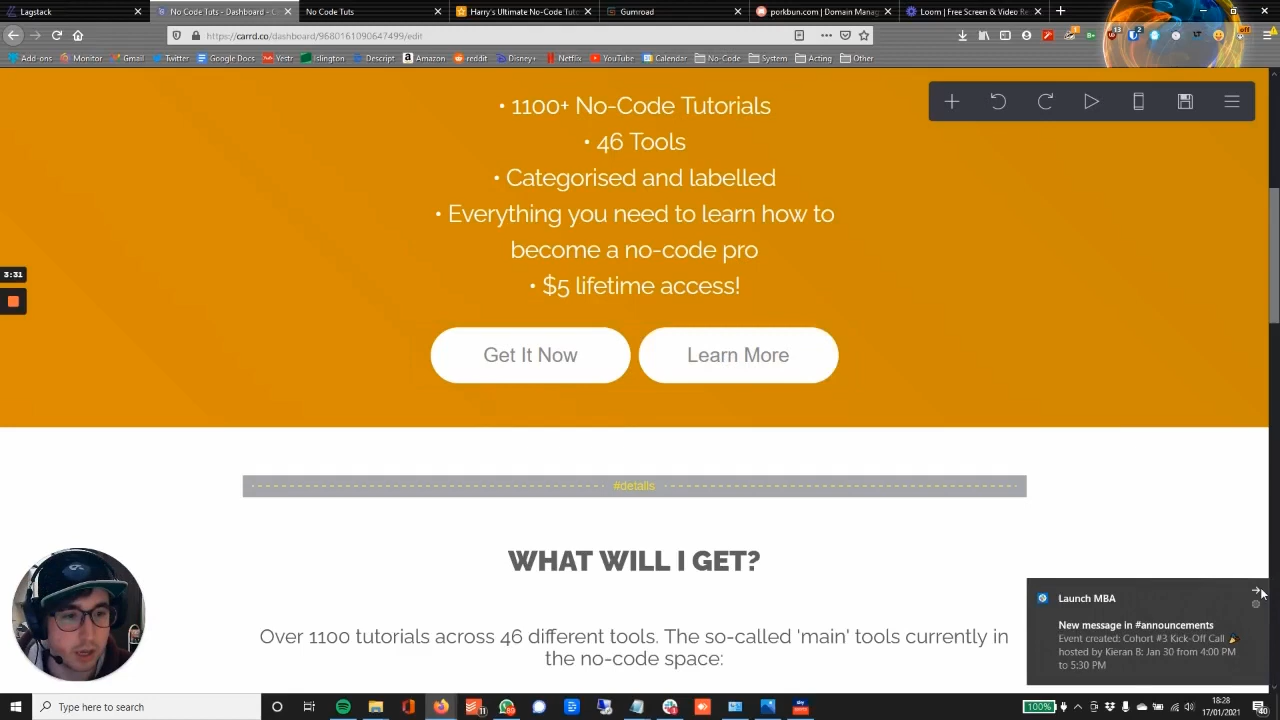 Lagstack
No Code Tuts - Dashboard - C
No Code Tuts
Harry's Ultimate No-Code Tute
Gumroad
porkbun.com | Domain Manag
Loom | Free Screen & Video Re
https://carrd.co/dashboard/9680161090647499/edit
Add-ons
Monitor
Gmail
Twitter
Google Docs
Yestr
Islington
Descript
Amazon
reddit
Disney+
Netflix
YouTube
Calendar
No-Code
System
Acting
Other
• 1100+ No-Code Tutorials
• 46 Tools
• Categorised and labelled
• Everything you need to learn how to
become a no-code pro
• $5 lifetime access!
3:31
Get It Now
Learn More
#details
WHAT WILL I GET?
Over 1100 tutorials across 46 different tools. The so-called 'main' tools currently in
the no-code space:
Launch MBA
New message in #announcements
Event created: Cohort #3 Kick-Off Call
hosted by Kieran B: Jan 30 from 4:00 PM
to 5:30 PM
Type here to search
100%
18:28
17/01/2021